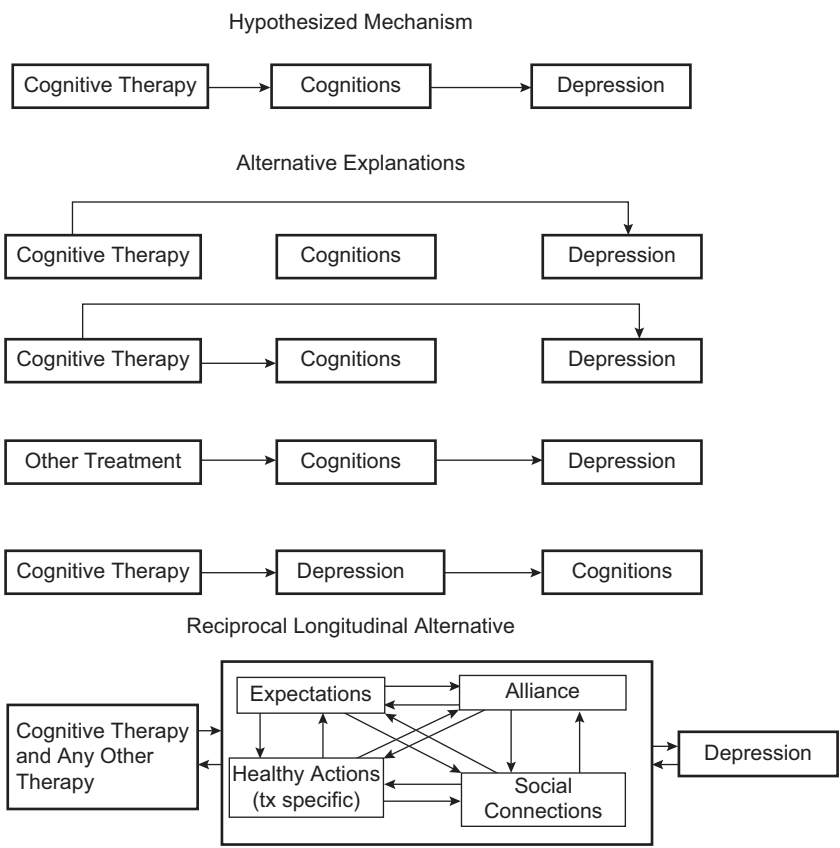 Hypothesized Mechanism
Cognitive Therapy Cognitions Depression
Alternative Explanations
Cognitive Therapy Cognitions Depression
Cognitive Therapy Cognitions Depression
Other Treatment Cognitions Depression
Cognitive Therapy Depression Cognitions
Reciprocal Longitudinal Alternative
Expectations Alliance
Cognitive Therapy
and Any Other
Therapy
Healthy Actions
(tx specific)
Social
Connections
Depression